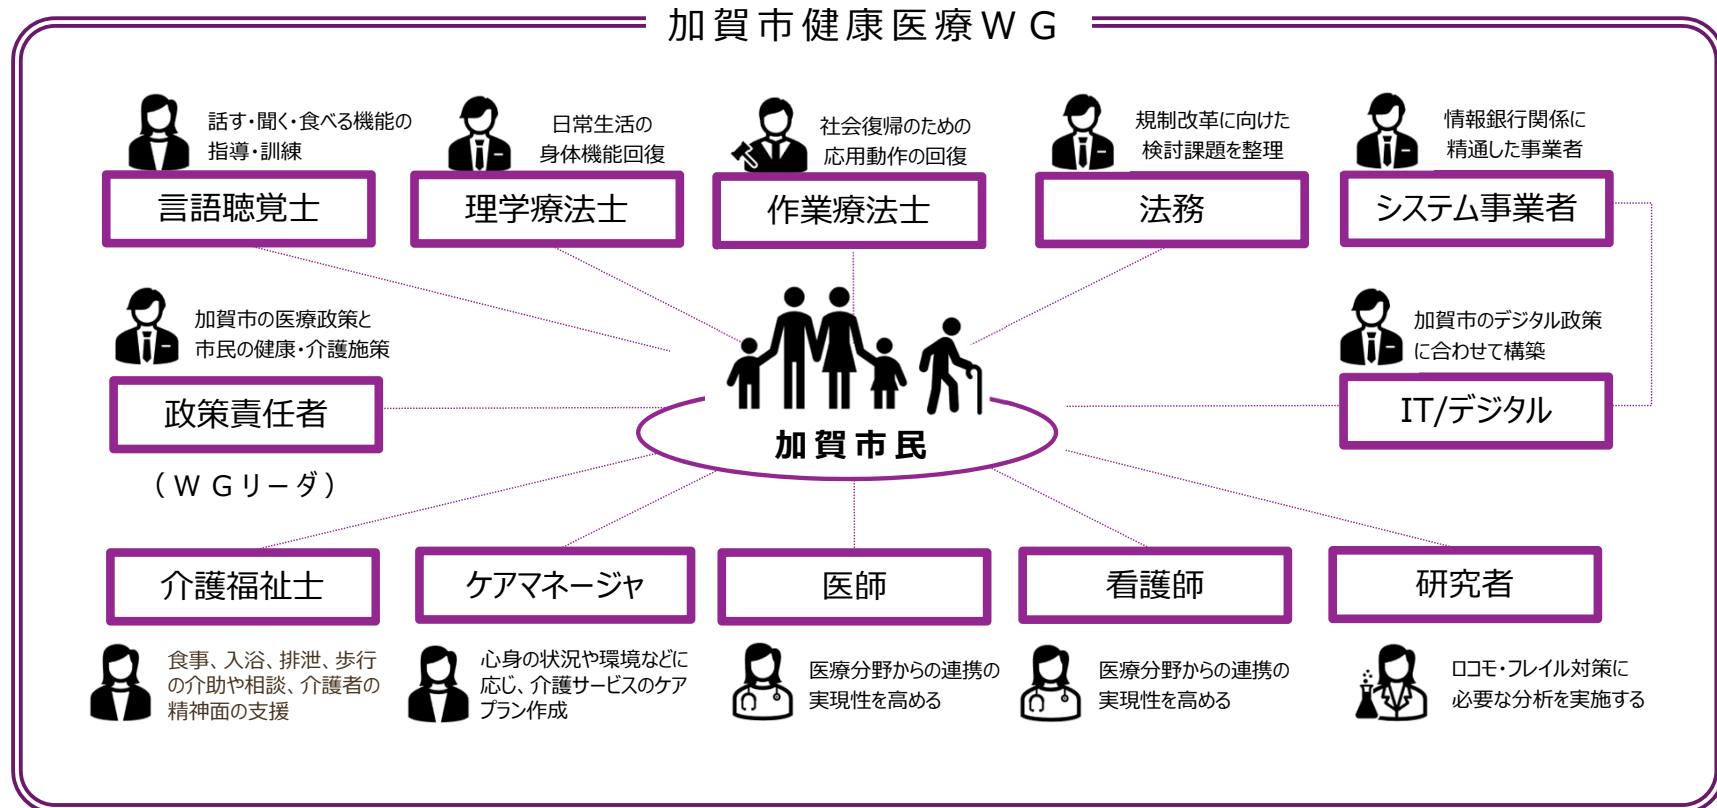 加賀市健康医療ＷＧ
話す・聞く・食べる機能の
指導・訓練
言語聴覚士
日常生活の
身体機能回復
理学療法士
社会復帰のための
応用動作の回復
作業療法士
規制改革に向けた
検討課題を整理
法務
情報銀行関係に
精通した事業者
システム事業者
加賀市の医療政策と
市民の健康・介護施策
政策責任者
（ＷＧリーダ）
加賀市民
加賀市のデジタル政策
に合わせて構築
IT/デジタル
介護福祉士
食事、入浴、排泄、歩行
の介助や相談、介護者の
精神面の支援
ケアマネージャ
心身の状況や環境などに
応じ、介護サービスのケア
プラン作成
医師
医療分野からの連携の
実現性を高める
看護師
医療分野からの連携の
実現性を高める
研究者
ロコモ・フレイル対策に
必要な分析を実施する